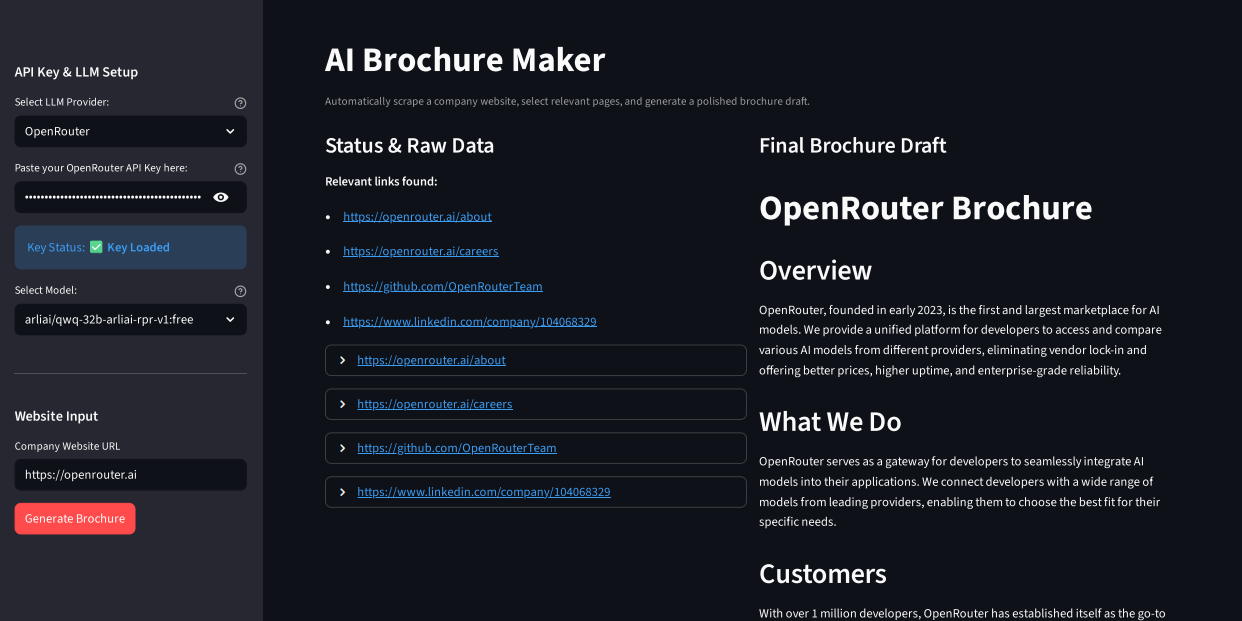 API Key & LLM Setup
Select LLM Provider:
OpenRouter
Paste your OpenRouter API Key here:
Key Status: ✅ Key Loaded
Select Model:
arliai/qwq-32b-arliai-rpr-v1:free
Website Input
Company Website URL
https://openrouter.ai
Generate Brochure
AI Brochure Maker
Automatically scrape a company website, select relevant pages, and generate a polished brochure draft.
Status & Raw Data
Relevant links found:
• https://openrouter.ai/about
• https://openrouter.ai/careers
• https://github.com/OpenRouterTeam
• https://www.linkedin.com/company/104068329
https://openrouter.ai/about
https://openrouter.ai/careers
https://github.com/OpenRouterTeam
https://www.linkedin.com/company/104068329
Final Brochure Draft
OpenRouter Brochure
Overview
OpenRouter, founded in early 2023, is the first and largest marketplace for AI
models. We provide a unified platform for developers to access and compare
various AI models from different providers, eliminating vendor lock-in and
offering better prices, higher uptime, and enterprise-grade reliability.
What We Do
OpenRouter serves as a gateway for developers to seamlessly integrate AI
models into their applications. We connect developers with a wide range of
models from leading providers, enabling them to choose the best fit for their
specific needs.
Customers
With over 1 million developers, OpenRouter has established itself as the go-to